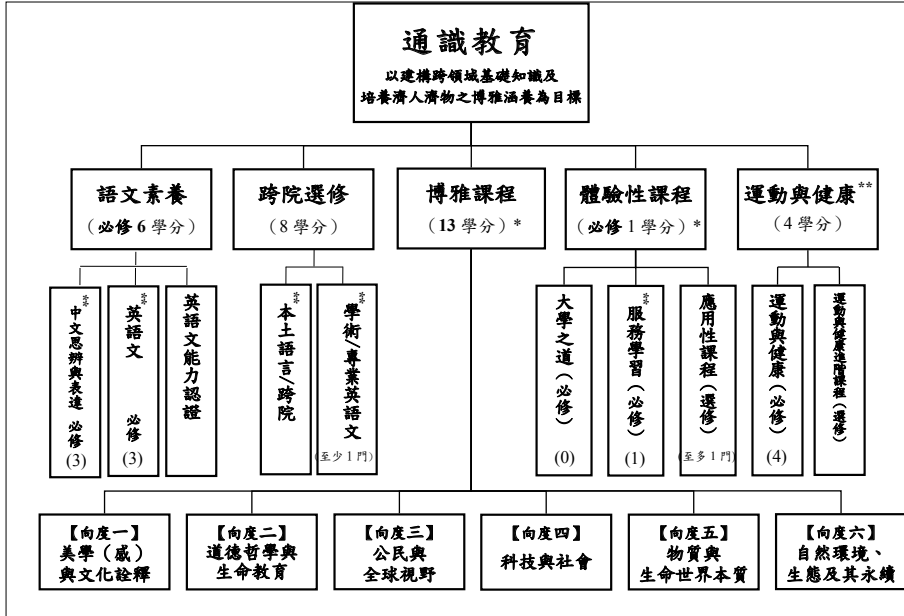 通識教育
以建構跨領域基礎知識及
培養濟人濟物之博雅涵養為目標
語文素養
（必修 6 學分）
跨院選修
（8 學分）
博雅課程
（13 學分）*
體驗性課程
（必修 1 學分）*
運動與健康**
（4 學分）
**中文思辨與表達 必修
(3)
**英語文 必修
(3)
英語文能力認證
**本土語言/跨院
**學術/專業英語文
(至少 1 門)
大學之道(必修)
(0)
**服務學習(必修)
(1)
應用性課程(選修)
(至多 1 門)
運動與健康(必修)
(4)
運動與健康進階課程(選修)
【向度一】
美學（感）
與文化詮釋
【向度二】
道德哲學與
生命教育
【向度三】
公民與
全球視野
【向度四】
科技與社會
【向度五】
物質與
生命世界本質
【向度六】
自然環境、
生態及其永續